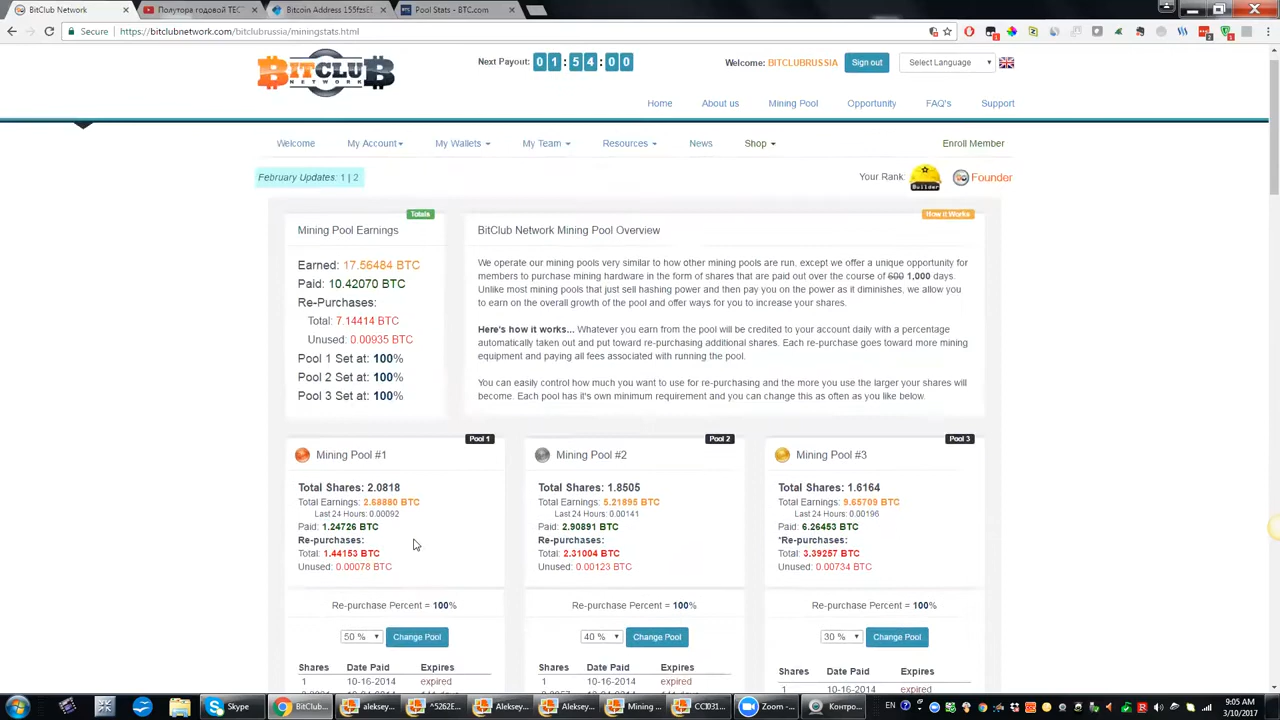 BitClub Network
Полутора годовой ТЕСТ
Bitcoin Address 155fzsE
Pool Stats - BTC.com
Secure
https://bitclubnetwork.com/bitclubrussia/miningstats.html
BITCLUB
NETWORK
Next Payout: 01:54:00
Welcome: BITCLUBRUSSIA
Sign out
Select Language
Home
About us
Mining Pool
Opportunity
FAQ's
Support
Welcome
My Account
My Wallets
My Team
Resources
News
Shop
Enroll Member
February Updates: 1 | 2
Your Rank:
Builder
Founder
Totals
Mining Pool Earnings
Earned: 17.56484 BTC
Paid: 10.42070 BTC
Re-Purchases:
Total: 7.14414 BTC
Unused: 0.00935 BTC
Pool 1 Set at: 100%
Pool 2 Set at: 100%
Pool 3 Set at: 100%
How it Works
BitClub Network Mining Pool Overview
We operate our mining pools very similar to how other mining pools are run, except we offer a unique opportunity for
members to purchase mining hardware in the form of shares that are paid out over the course of 600 1,000 days.
Unlike most mining pools that just sell hashing power and then pay you on the power as it diminishes, we allow you
to earn on the overall growth of the pool and offer ways for you to increase your shares.
Here's how it works... Whatever you earn from the pool will be credited to your account daily with a percentage
automatically taken out and put toward re-purchasing additional shares. Each re-purchase goes toward more mining
equipment and paying all fees associated with running the pool.
You can easily control how much you want to use for re-purchasing and the more you use the larger your shares will
become. Each pool has it's own minimum requirement and you can change this as often as you like below.
Pool 1
Mining Pool #1
Total Shares: 2.0818
Total Earnings: 2.68880 BTC
Last 24 Hours: 0.00092
Paid: 1.24726 BTC
Re-purchases:
Total: 1.44153 BTC
Unused: 0.00078 BTC
Re-purchase Percent = 100%
50 %
Change Pool
Shares Date Paid Expires
1 10-16-2014 expired
Pool 2
Mining Pool #2
Total Shares: 1.8505
Total Earnings: 5.21895 BTC
Last 24 Hours: 0.00141
Paid: 2.90891 BTC
Re-purchases:
Total: 2.31004 BTC
Unused: 0.00123 BTC
Re-purchase Percent = 100%
40 %
Change Pool
Shares Date Paid Expires
1 10-16-2014 expired
Pool 3
Mining Pool #3
Total Shares: 1.6164
Total Earnings: 9.65709 BTC
Last 24 Hours: 0.00196
Paid: 6.26453 BTC
*Re-purchases:
Total: 3.39257 BTC
Unused: 0.00734 BTC
Re-purchase Percent = 100%
30 %
Change Pool
Shares Date Paid Expires
1 10-16-2014 expired
Skype
BitClub
aleksey
^5262E
Aleksey
Aleksey
Mining
Zoom -
Контро
EN
9:05 AM
3/10/2017